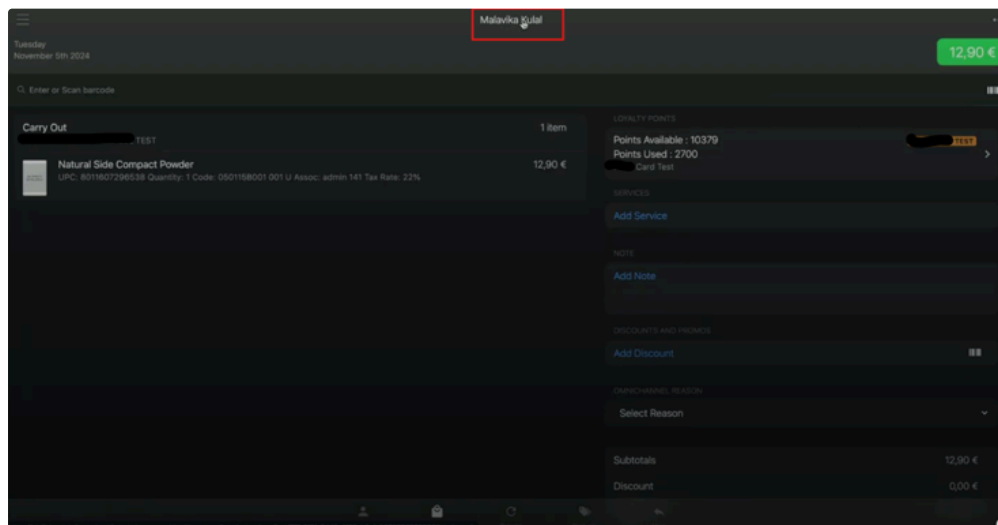 Malavika Kulal
Tuesday
November 5th 2024
12,90 €
Enter or Scan barcode
Carry Out
1 item
TEST
Natural Side Compact Powder
12,90 €
UPC: 8011607296538 Quantity: 1 Code: 0501158001 001 U Assoc: admin 141 Tax Rate: 22%
LOYALTY POINTS
Points Available : 10379
TEST
Points Used : 2700
Card Test
SERVICES
Add Service
NOTE
Add Note
DISCOUNTS AND PROMOS
Add Discount
OMNICHANNEL REASON
Select Reason
Subtotals
12,90 €
Discount
0,00 €